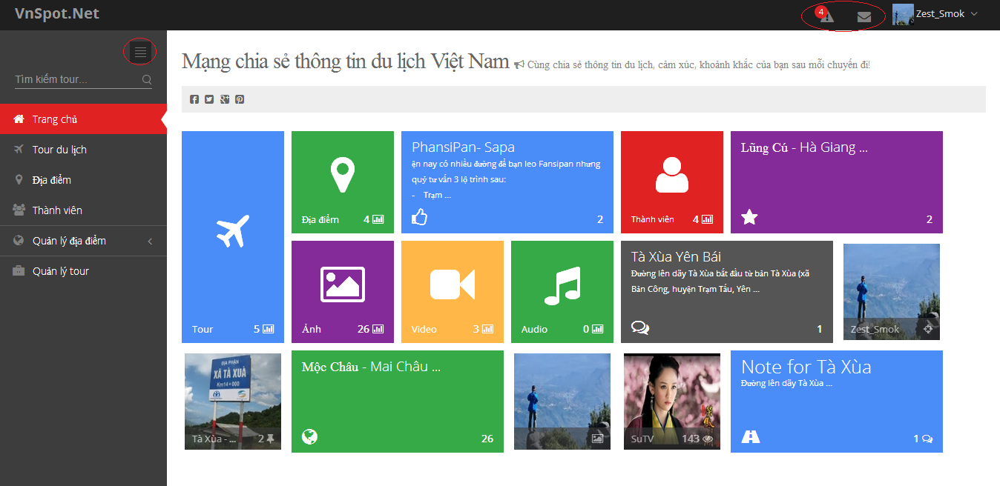 VnSpot.Net
4
Zest_Smok
Tìm kiếm tour...
Trang chủ
Tour du lịch
Địa điểm
Thành viên
Quản lý địa điểm
Quản lý tour
Mạng chia sẻ thông tin du lịch Việt Nam Cùng chia sẻ thông tin du lịch, cảm xúc, khoảnh khắc của bạn sau mỗi chuyến đi!
Tour 5
Địa điểm 4
PhansiPan- Sapa
ện nay có nhiều đường để bạn leo Fansipan nhưng
quý tư vấn 3 lộ trình sau:
- Trạm ...
2
Thành viên 4
Lũng Cú - Hà Giang ...
2
Ảnh 26
Video 3
Audio 0
Tà Xùa Yên Bái
Đường lên dãy Tà Xùa bắt đầu từ bản Tà Xùa (xã
Bản Công, huyện Trạm Tấu, Yên ...
1
Zest_Smok
ĐỊA PHẬN
XÃ TÀ XUÀ
Km14+000
Tà Xùa - ... 2
Mộc Châu - Mai Châu ...
26
SuTV 143
Note for Tà Xùa
Đường lên dãy Tà Xùa ...
1